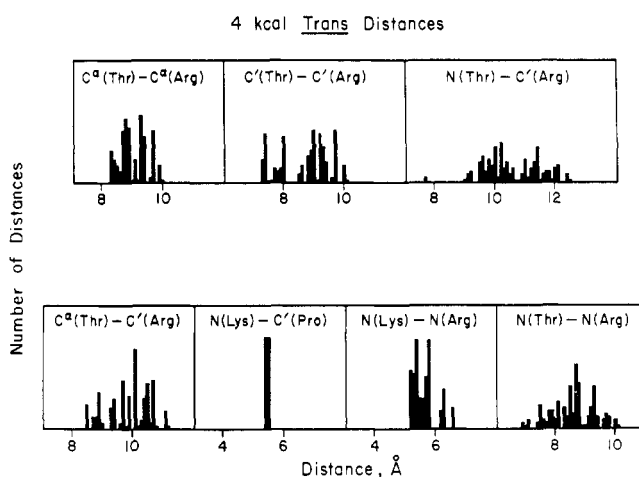 4 kcal Trans Distances
Cα(Thr)-Cα(Arg)
C'(Thr)-C'(Arg)
N(Thr)-C'(Arg)
8 10
8 10
8 10 12
Number of Distances
Cα(Thr)-C'(Arg)
N(Lys)-C'(Pro)
N(Lys)-N(Arg)
N(Thr)-N(Arg)
8 10
4 6
4 6
8 10
Distance, Å